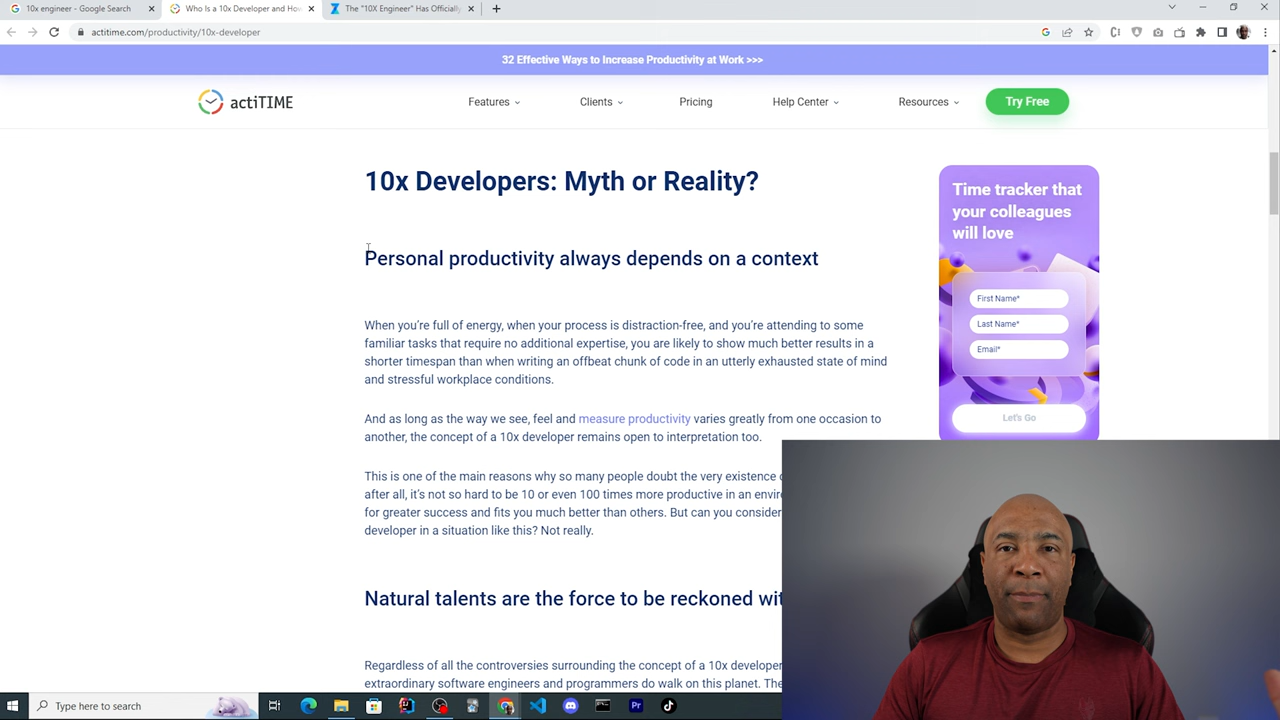 10x engineer - Google Search
Who Is a 10x Developer and How
The "10X Engineer" Has Officially
actitime.com/productivity/10x-developer
32 Effective Ways to Increase Productivity at Work >>>
actiTIME
Features
Clients
Pricing
Help Center
Resources
Try Free
10x Developers: Myth or Reality?
Time tracker that
your colleagues
will love
First Name*
Last Name*
Email*
Let's Go
Personal productivity always depends on a context
When you're full of energy, when your process is distraction-free, and you're attending to some
familiar tasks that require no additional expertise, you are likely to show much better results in a
shorter timespan than when writing an offbeat chunk of code in an utterly exhausted state of mind
and stressful workplace conditions.
And as long as the way we see, feel and measure productivity varies greatly from one occasion to
another, the concept of a 10x developer remains open to interpretation too.
This is one of the main reasons why so many people doubt the very existence
after all, it's not so hard to be 10 or even 100 times more productive in an
for greater success and fits you much better than others. But can you consider
developer in a situation like this? Not really.
Natural talents are the force to be reckoned
Regardless of all the controversies surrounding the concept of a 10x developer
extraordinary software engineers and programmers do walk on this planet.
Type here to search